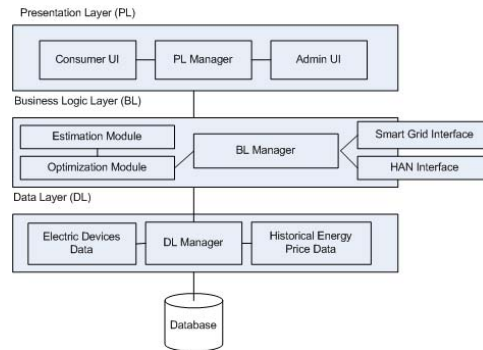 Presentation Layer (PL)
Consumer UI
PL Manager
Admin UI
Business Logic Layer (BL)
Estimation Module
Optimization Module
BL Manager
Smart Grid Interface
HAN Interface
Data Layer (DL)
Electric Devices
Data
DL Manager
Historical Energy
Price Data
Database